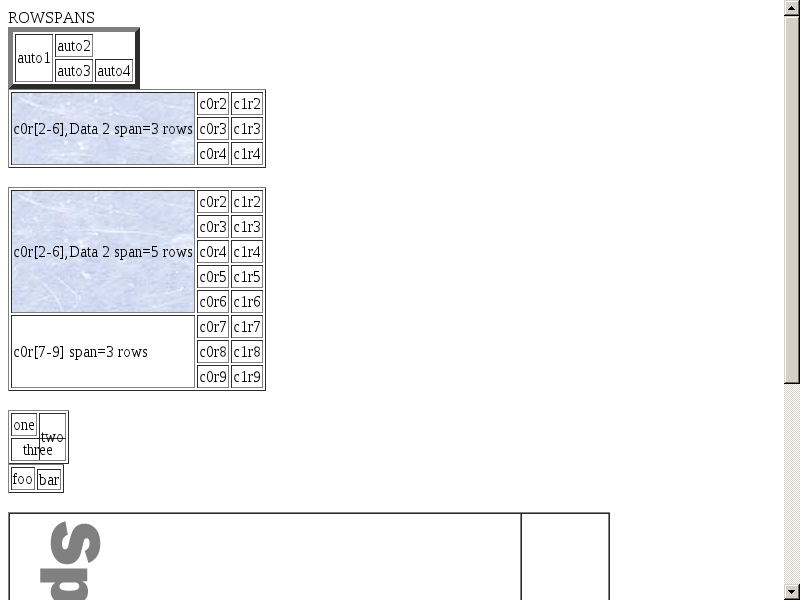 ROWSPANS
auto1 auto2
auto3 auto4
c0r[2-6],Data 2 span=3 rows c0r2 c1r2
c0r3 c1r3
c0r4 c1r4
c0r[2-6],Data 2 span=5 rows c0r2 c1r2
c0r3 c1r3
c0r4 c1r4
c0r5 c1r5
c0r6 c1r6
c0r[7-9] span=3 rows c0r7 c1r7
c0r8 c1r8
c0r9 c1r9
one two
three
foo bar
Sp